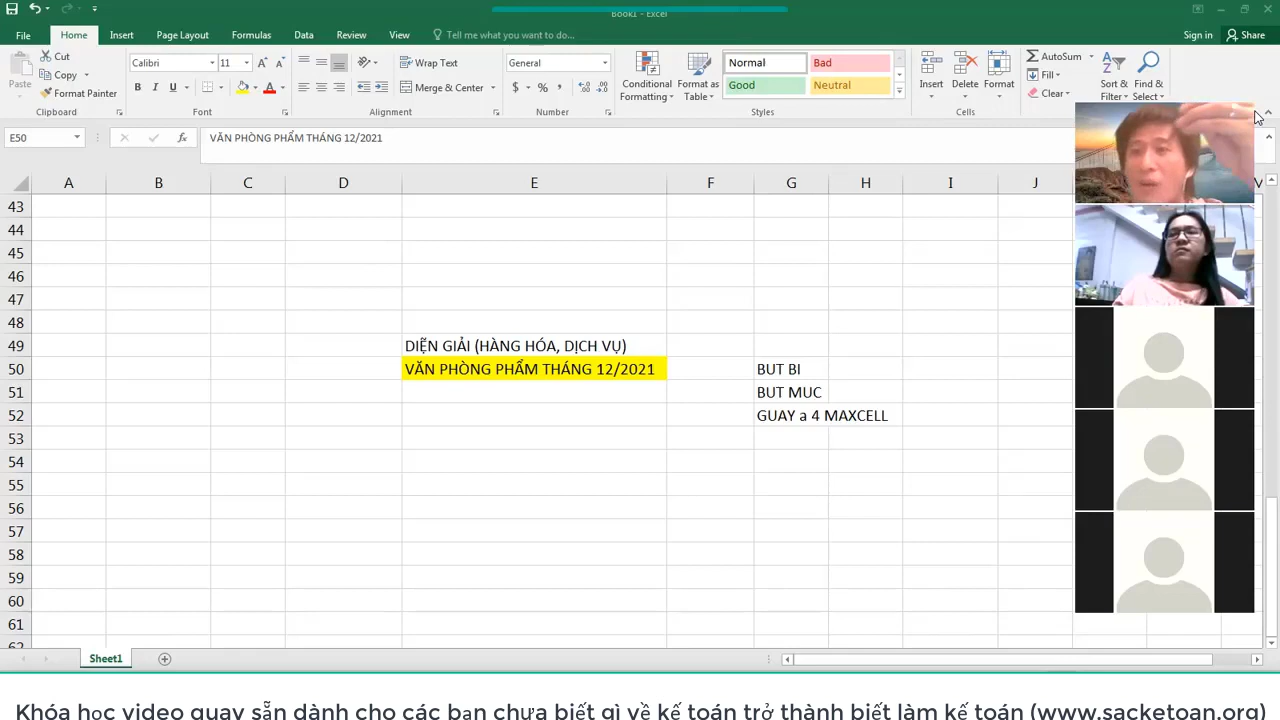 Book1 - Excel
File Home Insert Page Layout Formulas Data Review View Tell me what you want to do... Sign in Share
Cut
Copy
Format Painter
Paste
Clipboard
Calibri 11
B I U
Font
Wrap Text
Merge & Center
Alignment
General
$ % ,
Number
Conditional Formatting
Format as Table
Normal Bad
Good Neutral
Styles
Insert Delete Format
Cells
AutoSum
Fill
Clear
Sort & Filter
Find & Select
E50 fx VĂN PHÒNG PHẨM THÁNG 12/2021
A B C D E F G H I J
43
44
45
46
47
48
49 DIỄN GIẢI (HÀNG HÓA, DỊCH VỤ)
50 VĂN PHÒNG PHẨM THÁNG 12/2021 BUT BI
51 BUT MUC
52 GUAY a 4 MAXCELL
53
54
55
56
57
58
59
60
61
62
Sheet1
Khóa học video quay sẵn dành cho các bạn chưa biết gì về kế toán trở thành biết làm kế toán (www.sacketoan.org)